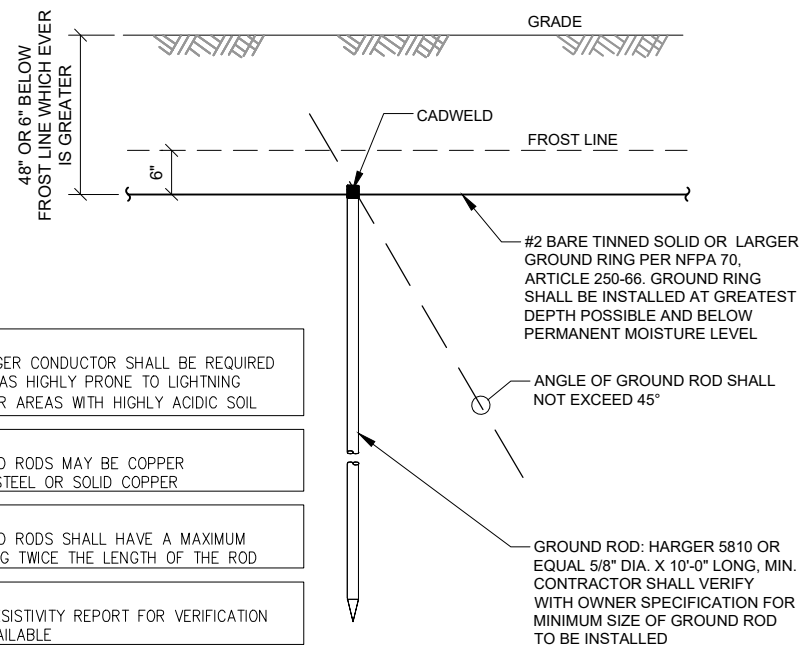 GRADE
48" OR 6" BELOW
FROST LINE WHICH EVER
IS GREATER
CADWELD
FROST LINE
6"
#2 BARE TINNED SOLID OR LARGER
GROUND RING PER NFPA 70,
ARTICLE 250-66. GROUND RING
SHALL BE INSTALLED AT GREATEST
DEPTH POSSIBLE AND BELOW
PERMANENT MOISTURE LEVEL
CONDUCTOR SHALL BE REQUIRED
HIGHLY PRONE TO LIGHTNING
AREAS WITH HIGHLY ACIDIC SOIL
ANGLE OF GROUND ROD SHALL
NOT EXCEED 45°
RODS MAY BE COPPER
STEEL OR SOLID COPPER
RODS SHALL HAVE A MAXIMUM
TWICE THE LENGTH OF THE ROD
REPORT FOR VERIFICATION
GROUND ROD: HARGER 5810 OR
EQUAL 5/8" DIA. X 10'-0" LONG, MIN.
CONTRACTOR SHALL VERIFY
WITH OWNER SPECIFICATION FOR
MINIMUM SIZE OF GROUND ROD
TO BE INSTALLED